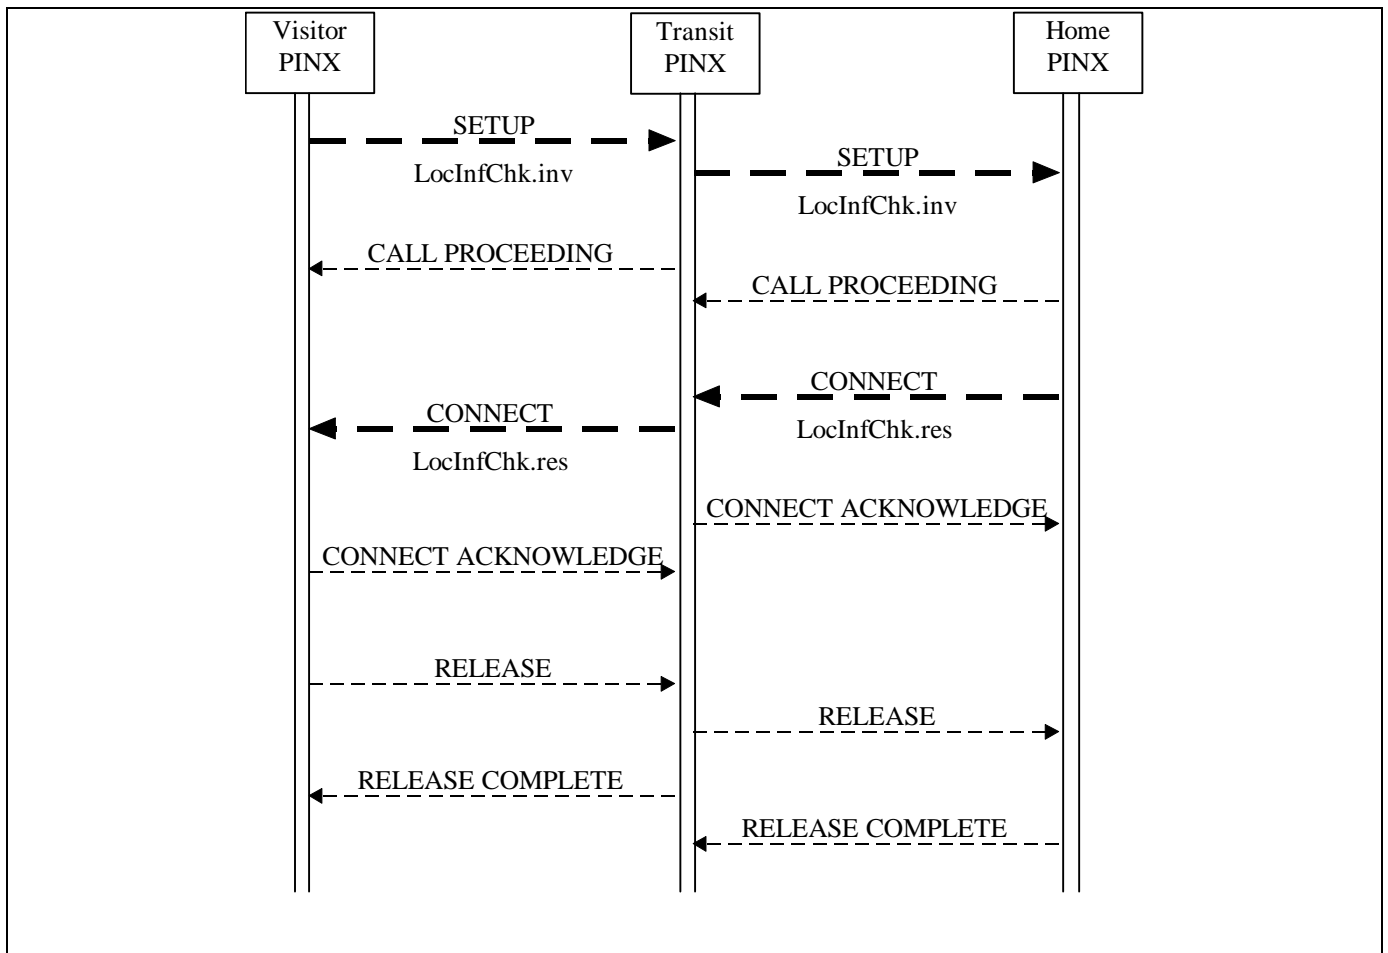 Visitor
PINX
Transit
PINX
Home
PINX
SETUP
LocInfChk.inv
SETUP
LocInfChk.inv
CALL PROCEEDING
CALL PROCEEDING
CONNECT
LocInfChk.res
CONNECT
LocInfChk.res
CONNECT ACKNOWLEDGE
CONNECT ACKNOWLEDGE
RELEASE
RELEASE
RELEASE COMPLETE
RELEASE COMPLETE